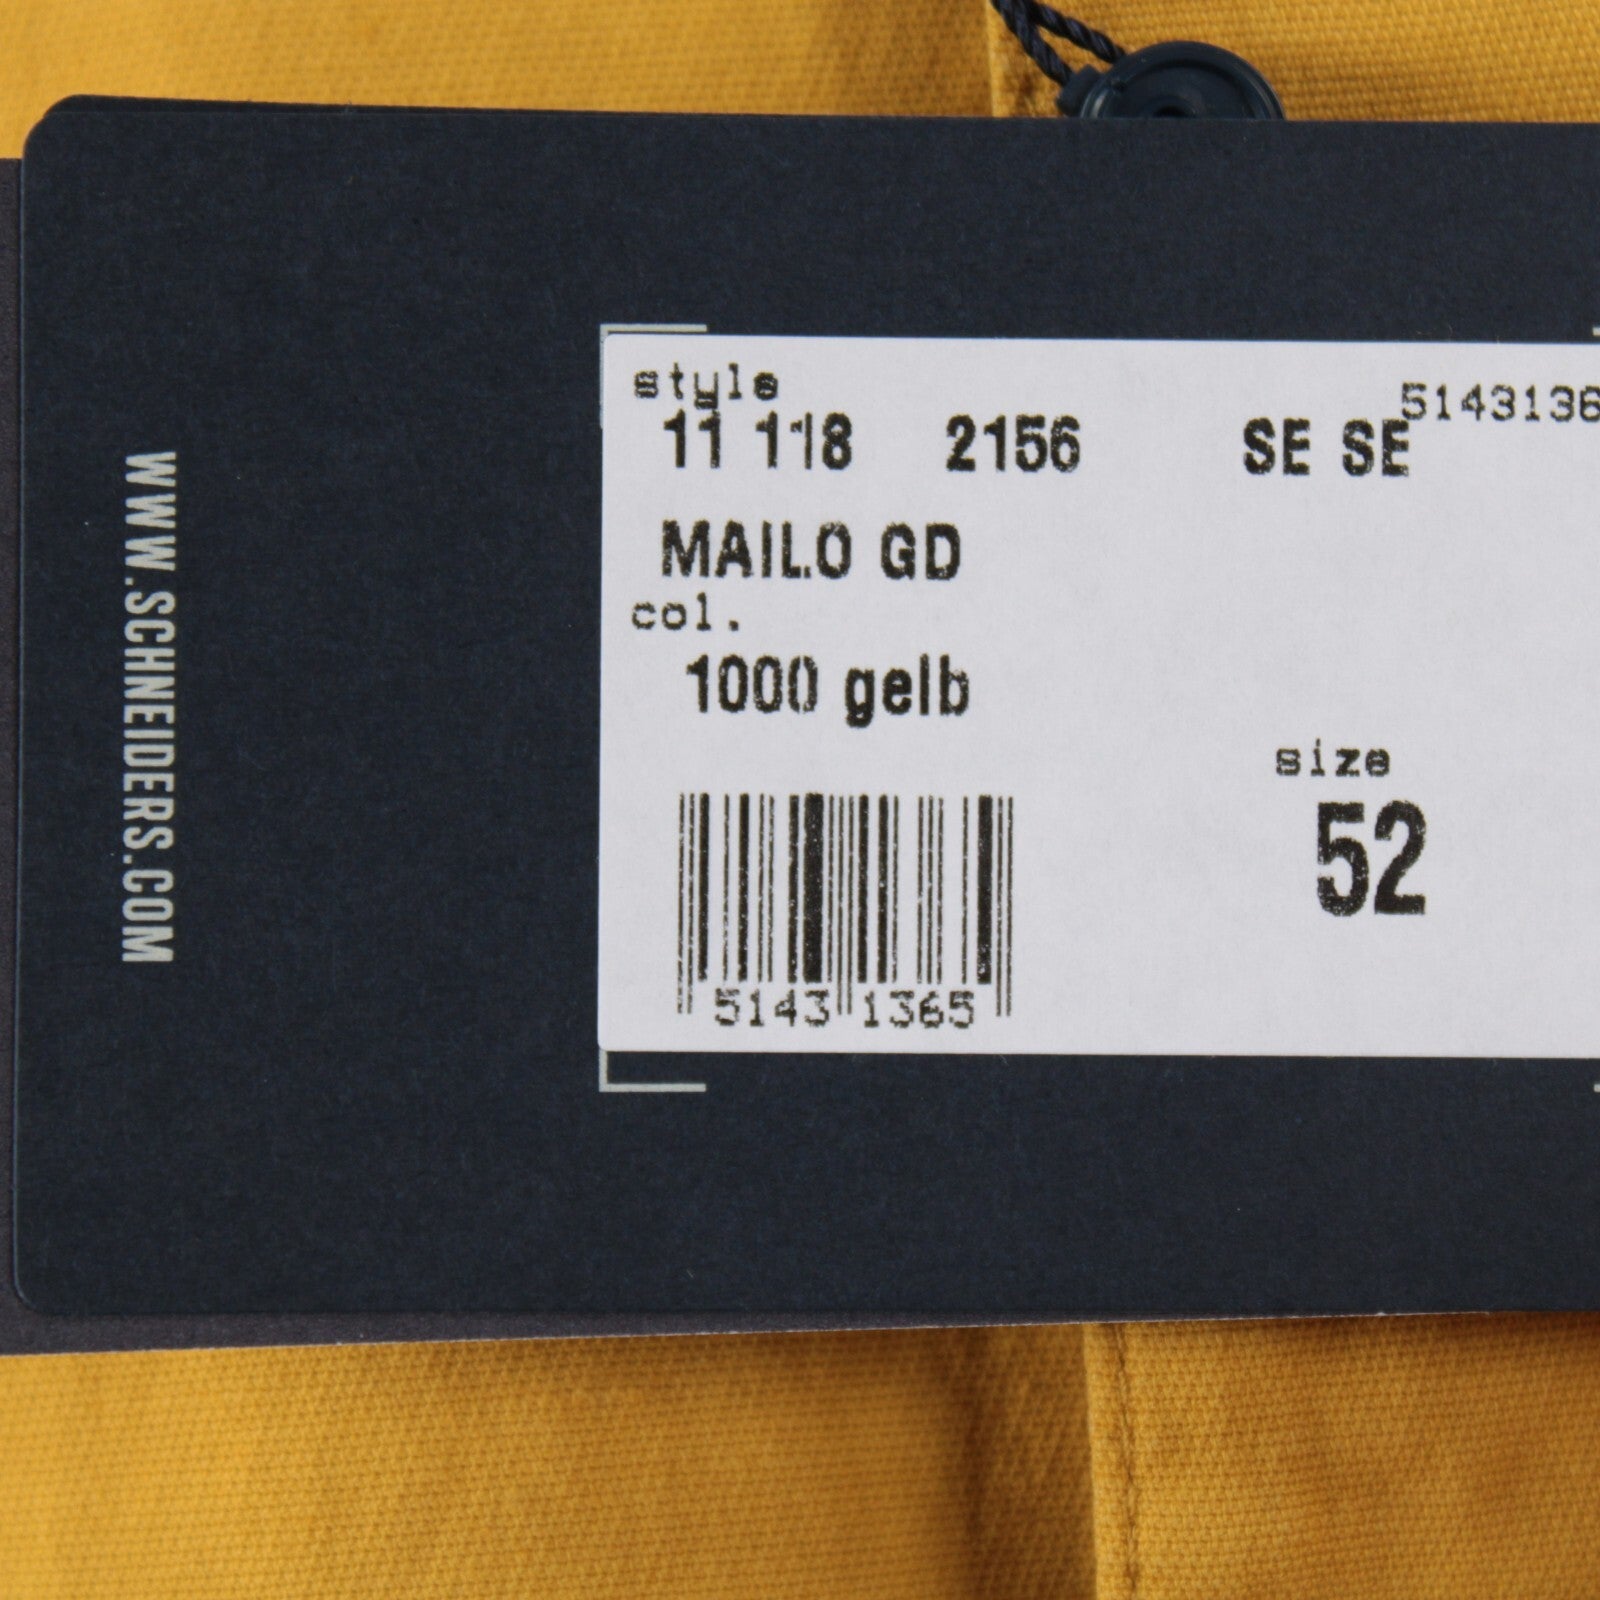 WWW.SCHNEIDERS.COM
style
11 118 2156 SE SE 5143136
MAILO GD
col.
1000 gelb
size
52
5143 1365